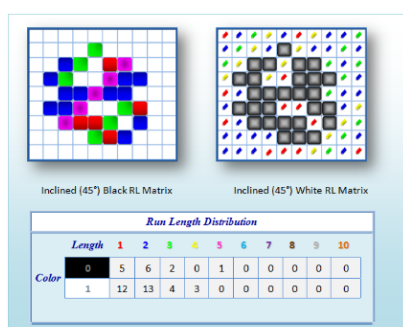 Inclined (45°) Black RL Matrix
Inclined (45°) White RL Matrix
Run Length Distribution
Length 1 2 3 4 5 6 7 8 9 10
Color
0 5 6 2 0 1 0 0 0 0 0
1 12 13 4 3 0 0 0 0 0 0